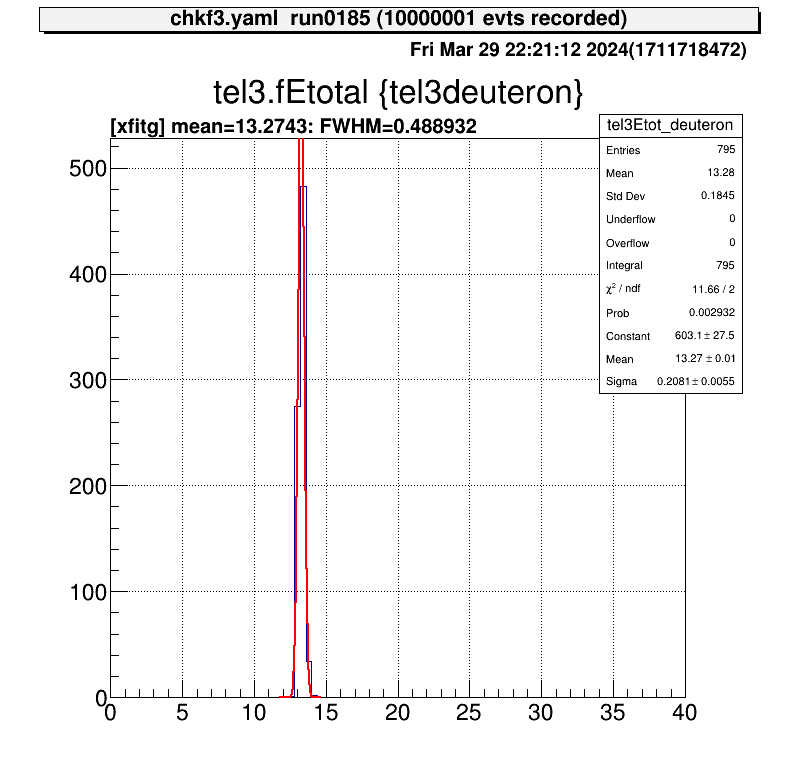 chkf3.yaml run0185 (10000001 evts recorded)
Fri Mar 29 22:21:12 2024(1711718472)
tel3.fEtotal {tel3deuteron}
[xfitg] mean=13.2743: FWHM=0.488932
tel3Etot_deuteron
Entries 795
Mean 13.28
Std Dev 0.1845
Underflow 0
Overflow 0
Integral 795
χ² / ndf 11.66 / 2
Prob 0.002932
Constant 603.1 ± 27.5
Mean 13.27 ± 0.01
Sigma 0.2081 ± 0.0055
500
400
300
200
100
0
0 5 10 15 20 25 30 35 40